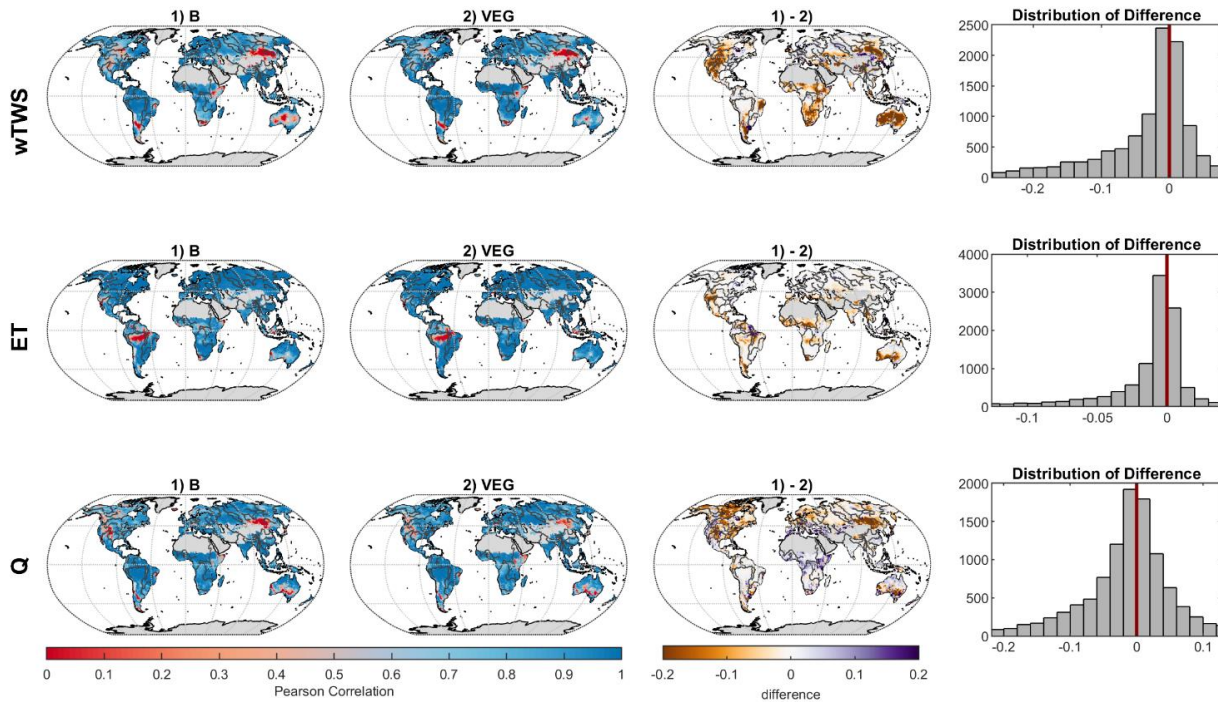 1) B
2) VEG
1) - 2)
Distribution of Difference
wTWS
2500
2000
1500
1000
500
0
-0.2
-0.1
0
1) B
2) VEG
1) - 2)
Distribution of Difference
ET
4000
3000
2000
1000
0
-0.1
-0.05
0
1) B
2) VEG
1) - 2)
Distribution of Difference
Q
2000
1500
1000
500
0
-0.2
-0.1
0
0.1
0 0.1 0.2 0.3 0.4 0.5 0.6 0.7 0.8 0.9 1
Pearson Correlation
-0.2 -0.1 0 0.1 0.2
difference